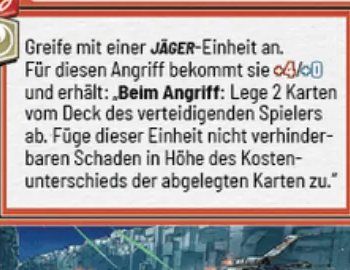 Greife mit einer JÄGER-Einheit an.
Für diesen Angriff bekommt sie +4/+0
und erhält: „Beim Angriff: Lege 2 Karten
vom Deck des verteidigenden Spielers
ab. Füge dieser Einheit nicht verhinder-
baren Schaden in Höhe des Kosten-
unterschieds der abgelegten Karten zu.“